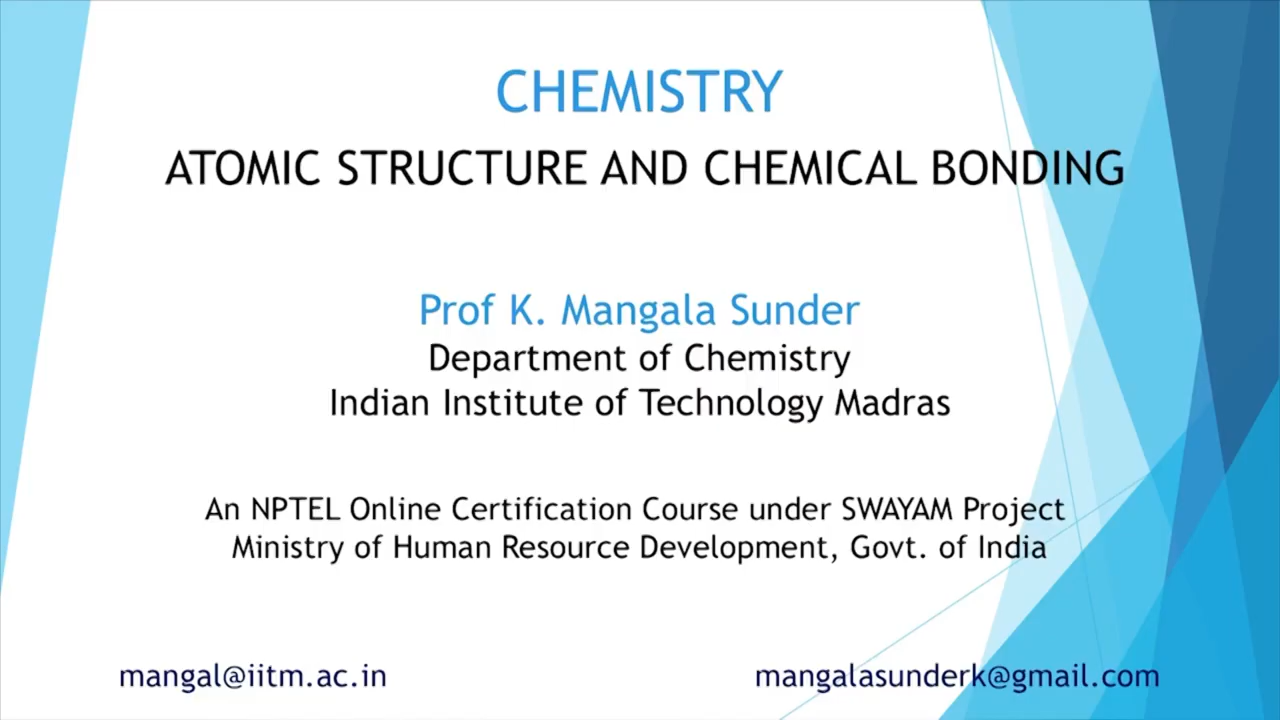 CHEMISTRY
ATOMIC STRUCTURE AND CHEMICAL BONDING
Prof K. Mangala Sunder
Department of Chemistry
Indian Institute of Technology Madras
An NPTEL Online Certification Course under SWAYAM Project
Ministry of Human Resource Development, Govt. of India
mangal@iitm.ac.in
mangalasunderk@gmail.com